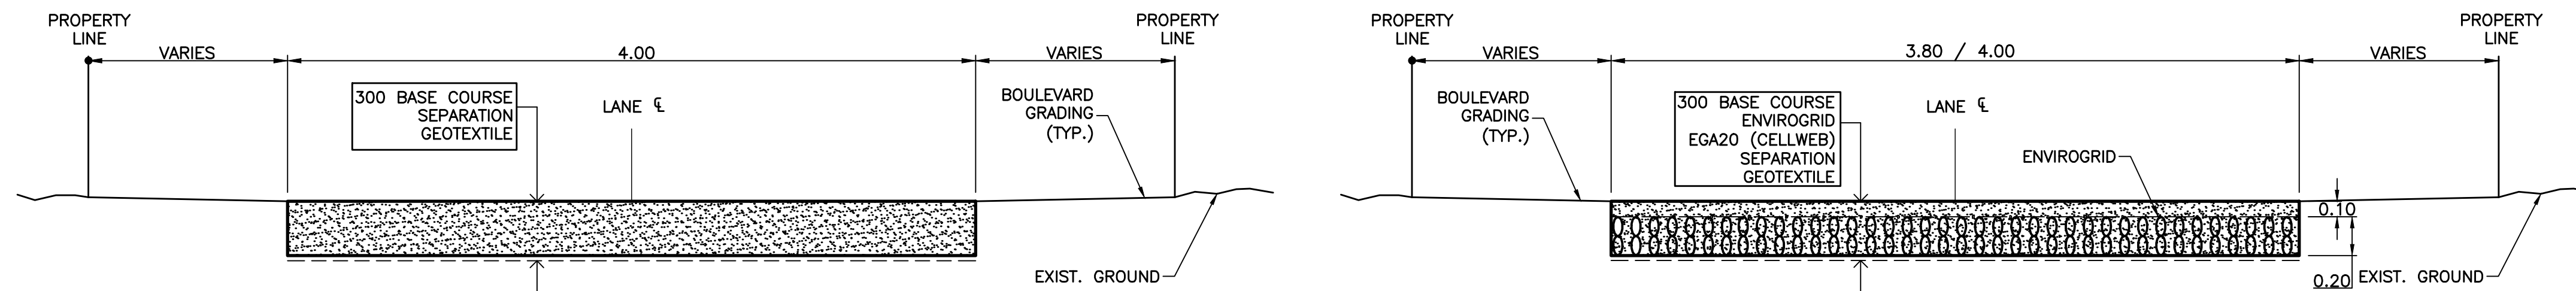 PROPERTY
LINE
VARIES
4.00
VARIES
PROPERTY
LINE
300 BASE COURSE
SEPARATION
GEOTEXTILE
LANE ℄
BOULEVARD
GRADING
(TYP.)
EXIST. GROUND
PROPERTY
LINE
VARIES
3.80 / 4.00
VARIES
PROPERTY
LINE
BOULEVARD
GRADING
(TYP.)
300 BASE COURSE
ENVIROGRID
EGA20 (CELLWEB)
SEPARATION
GEOTEXTILE
LANE ℄
ENVIROGRID
0.10
0.20
EXIST. GROUND